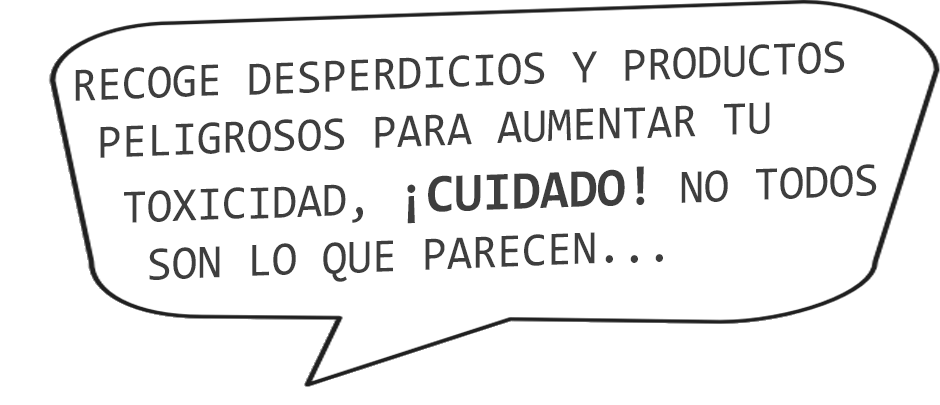 RECOGE DESPERDICIOS Y PRODUCTOS
PELIGROSOS PARA AUMENTAR TU
TOXICIDAD, ¡CUIDADO! NO TODOS
SON LO QUE PARECEN...